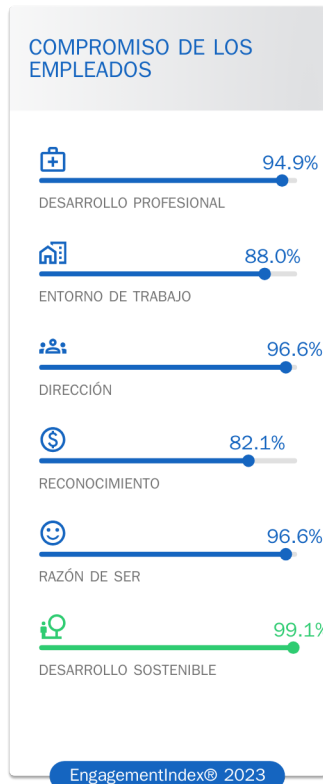 COMPROMISO DE LOS
EMPLEADOS
94.9%
DESARROLLO PROFESIONAL
88.0%
ENTORNO DE TRABAJO
96.6%
DIRECCIÓN
82.1%
RECONOCIMIENTO
96.6%
RAZÓN DE SER
99.1%
DESARROLLO SOSTENIBLE
EngagementIndex® 2023